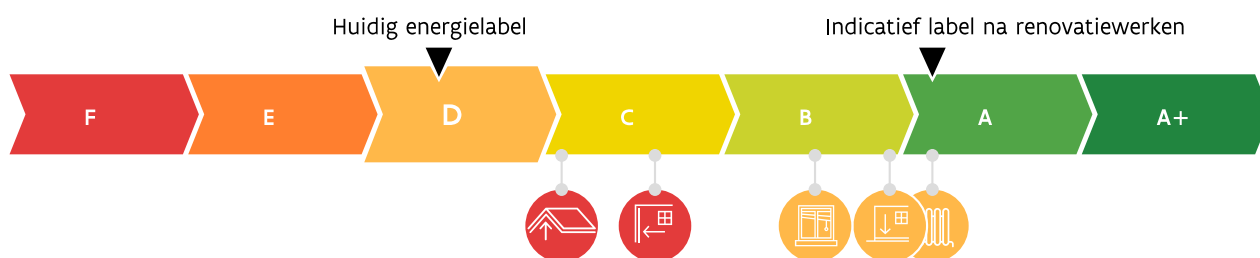 Huidig energielabel
Indicatief label na renovatiewerken
F
E
D
C
B
A
A+